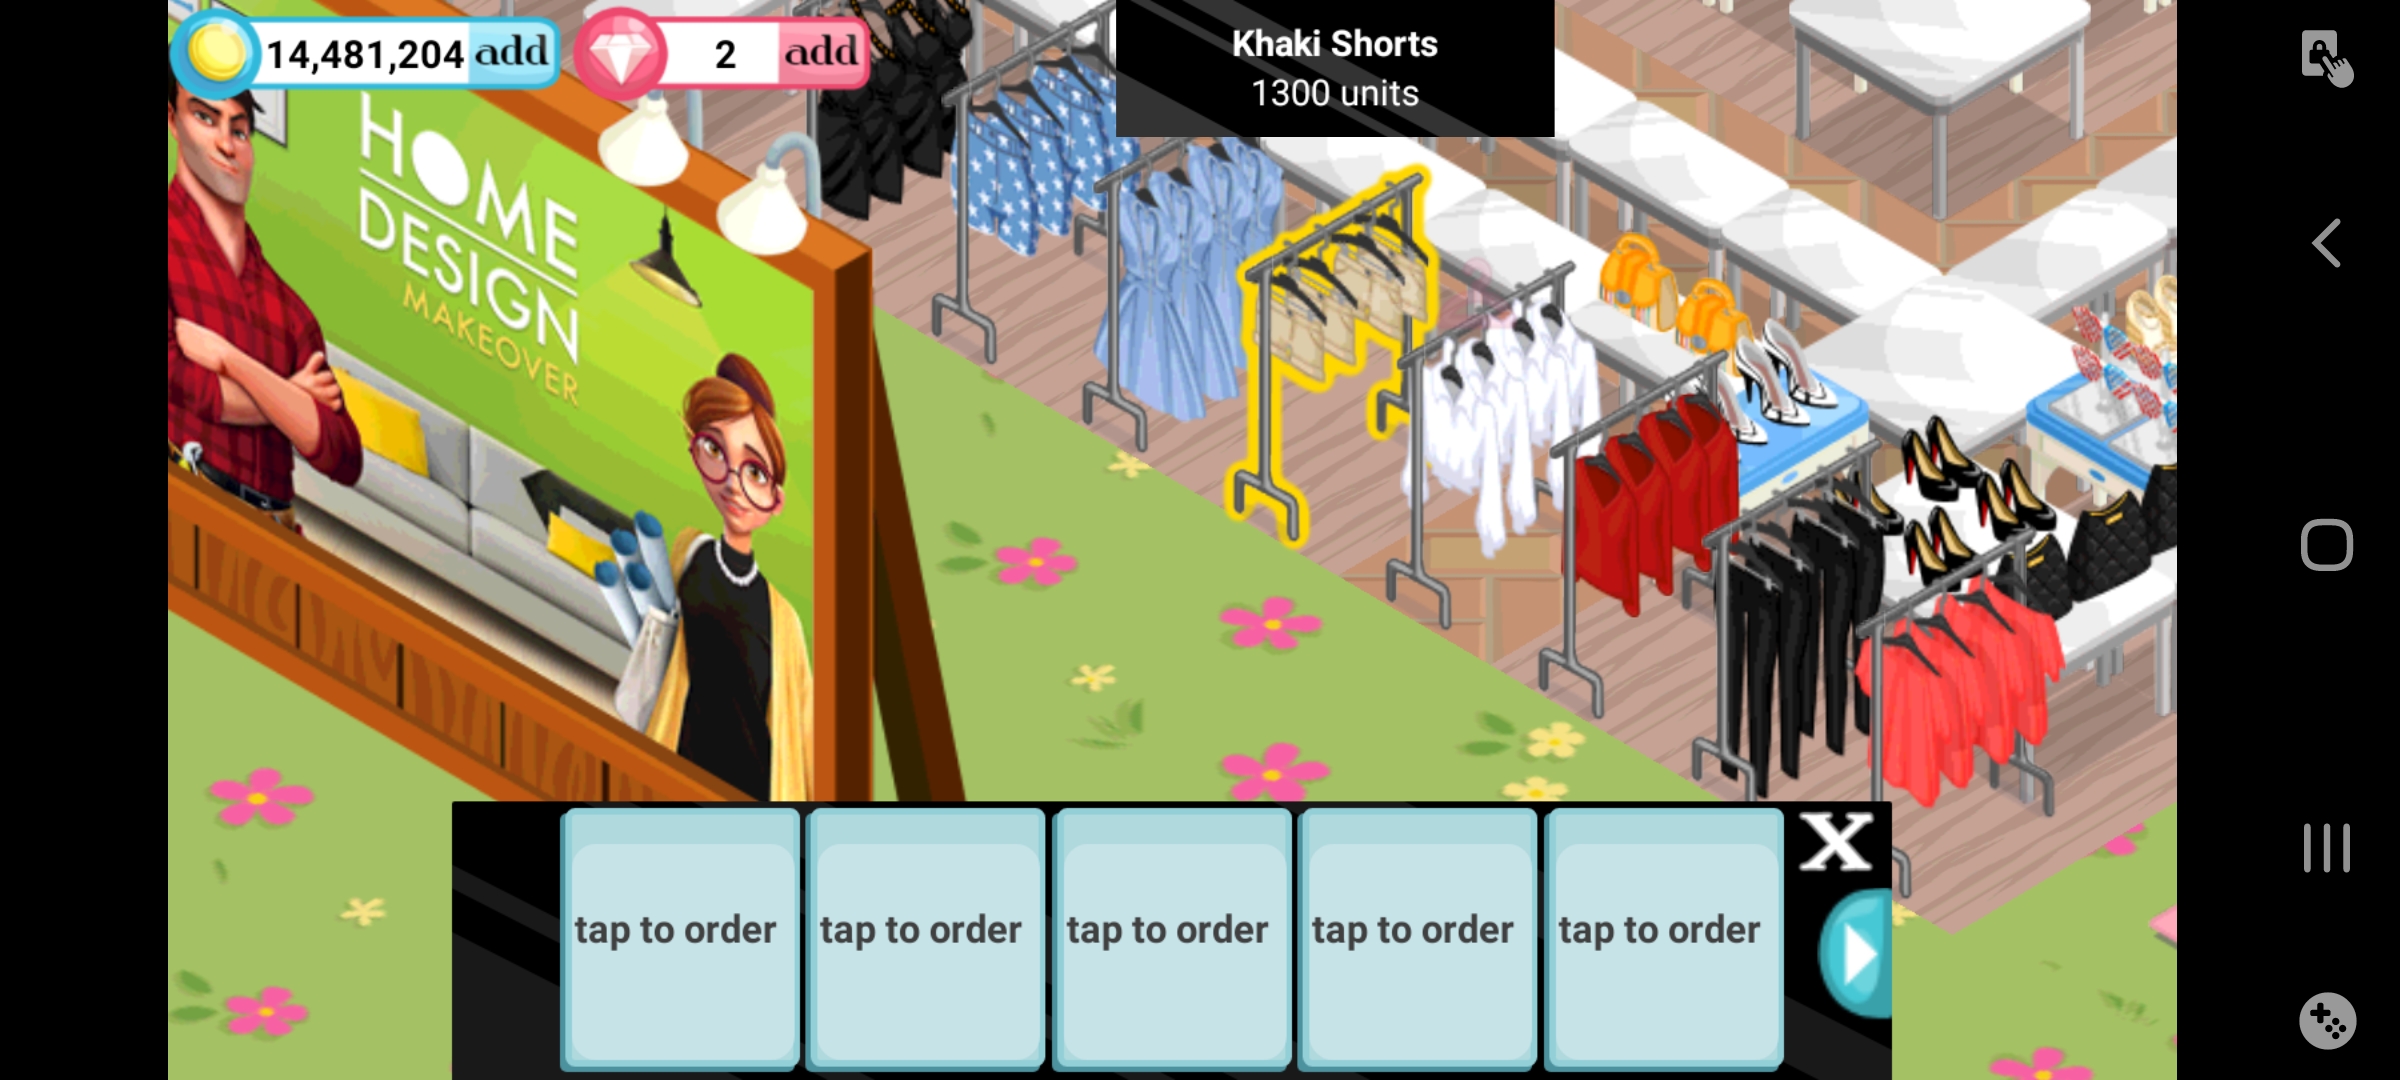 14,481,204 add
2 add
Khaki Shorts
1300 units
HOME
DESIGN
MAKEOVER
tap to order
tap to order
tap to order
tap to order
tap to order
X